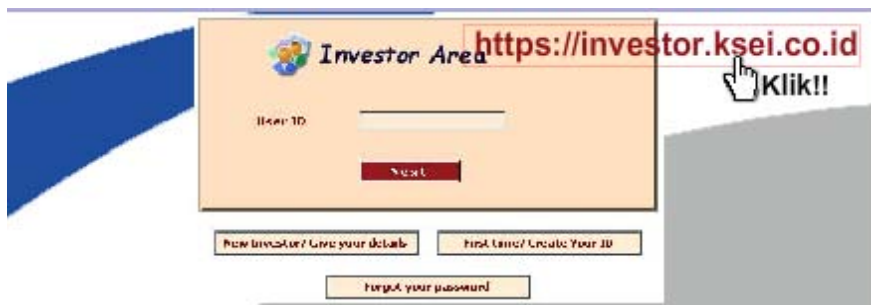 Investor Area
https://investor.ksei.co.id
Klik!!
User ID
Next
New Investor? Give your details
First time? Create Your ID
Forgot your password